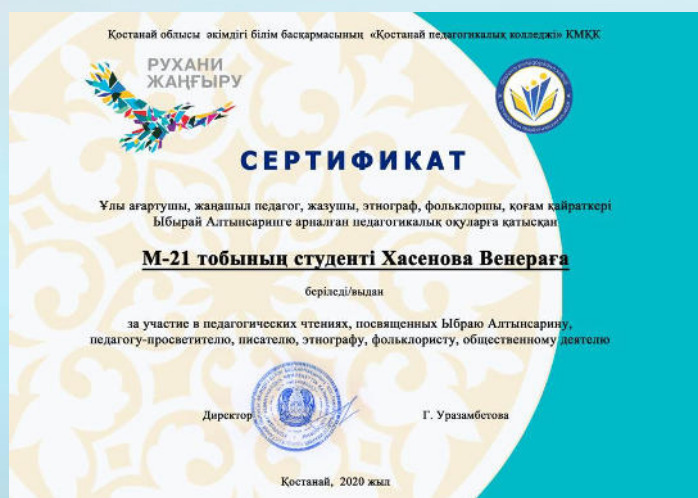 Қостанай облысы әкімдігі білім басқармасының «Қостанай педагогикалық колледжі» КМҚК
РУХАНИ
ЖАҢҒЫРУ
СЕРТИФИКАТ
Ұлы ағартушы, жаңашыл педагог, жазушы, этнограф, фольклоршы, қоғам қайраткері
Ыбырай Алтынсаринге арналған педагогикалық оқуларға қатысқан
М-21 тобының студенті Хасенова Венераға
беріледі/выдан
за участие в педагогических чтениях, посвященных Ыбраю Алтынсарину,
педагогу-просветителю, писателю, этнографу, фольклористу, общественному деятелю
Директор
Г. Уразамбетова
Қостанай, 2020 жыл